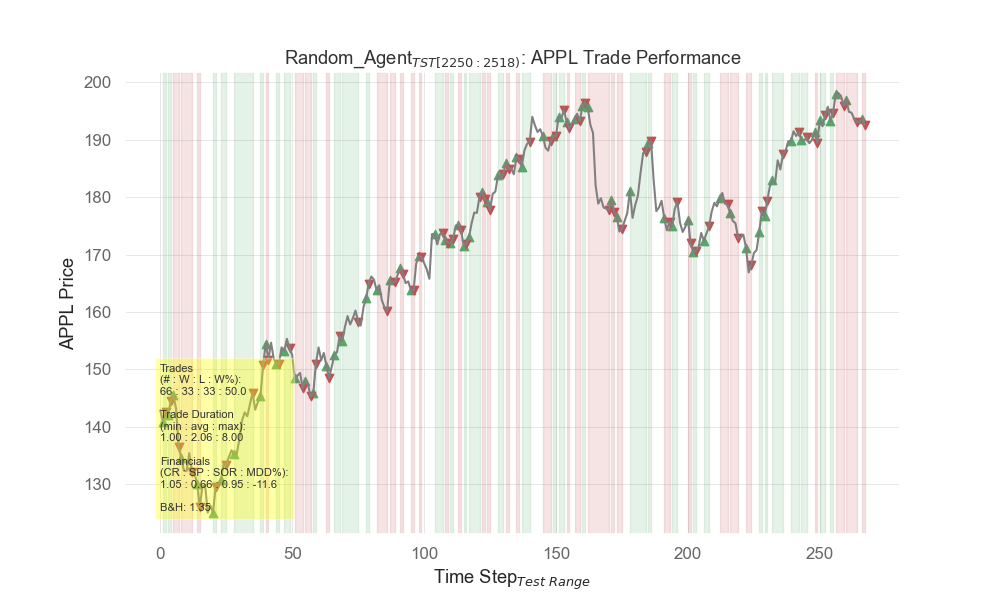 Random_Agent TST[2250:2518): APPL Trade Performance
200
190
180
170
160
150
140
130
APPL Price
Trades
(# : W : L : W%):
66 : 33 : 33 : 50.0
Trade Duration
(min : avg : max):
1.00 : 2.06 : 8.00
Financials
(CR : SP : SOR : MDD%):
1.05 : 0.66 : 0.95 : -11.6
B&H: 1.35
0 50 100 150 200 250
Time Step Test Range